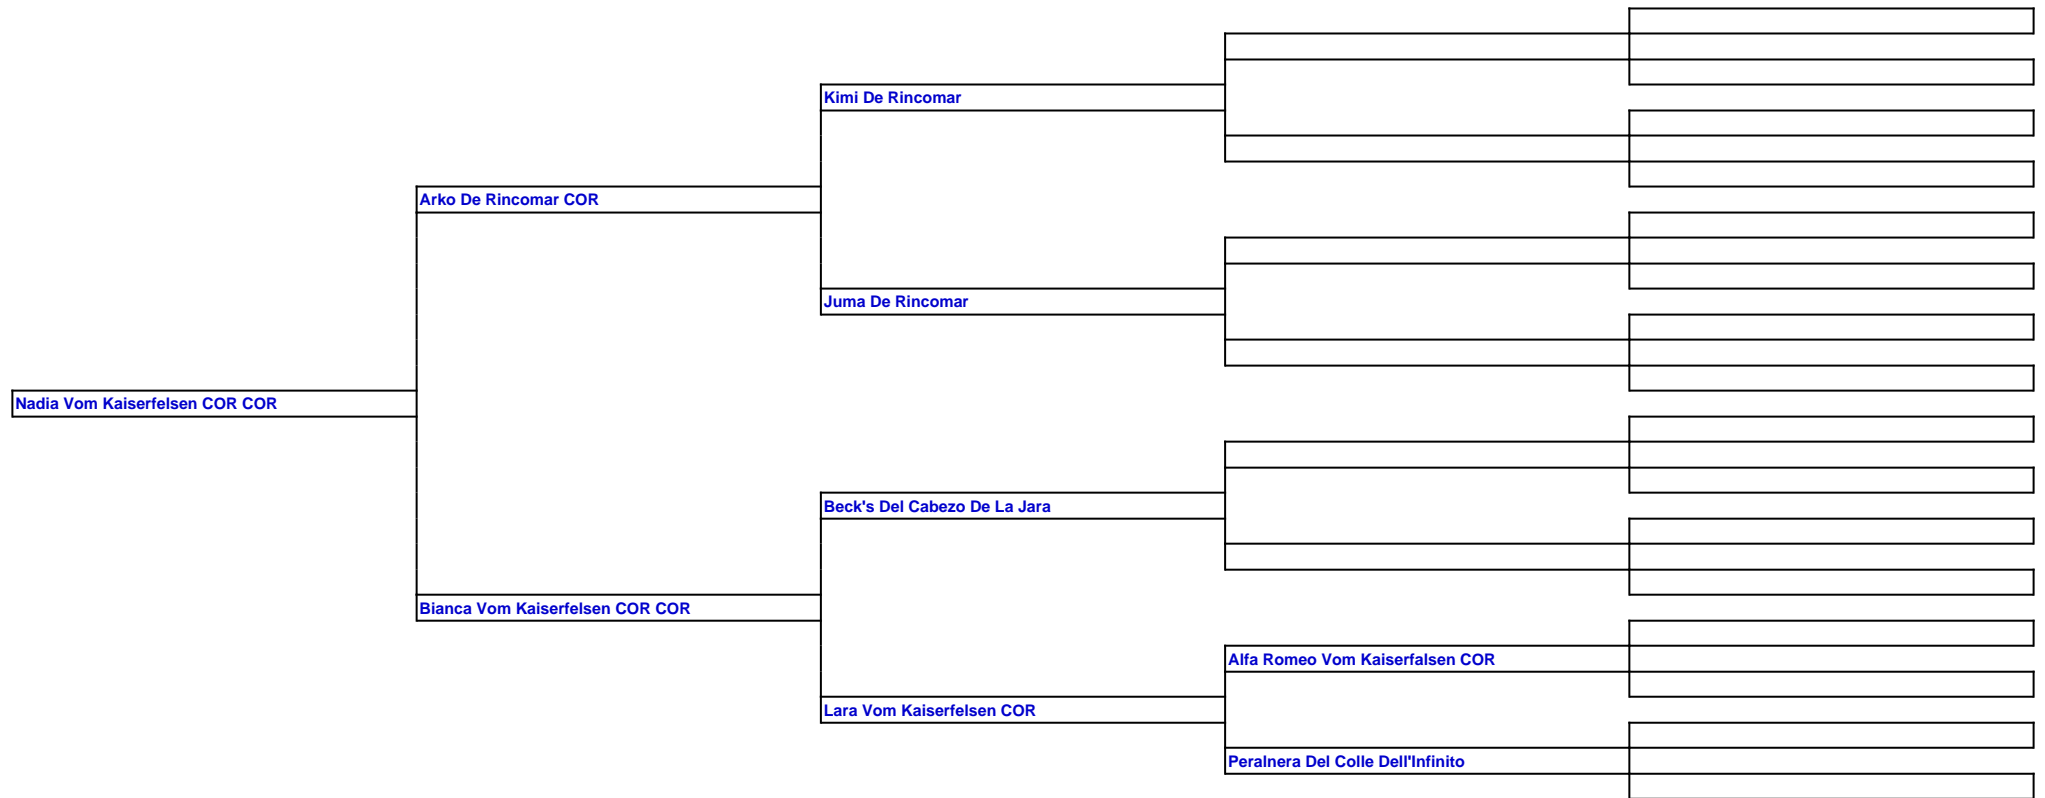 Kimi De Rincomar
Arko De Rincomar COR
Juma De Rincomar
Nadia Vom Kaiserfelsen COR COR
Beck's Del Cabezo De La Jara
Bianca Vom Kaiserfelsen COR COR
Alfa Romeo Vom Kaiserfalsen COR
Lara Vom Kaiserfelsen COR
Peralnera Del Colle Dell'Infinito